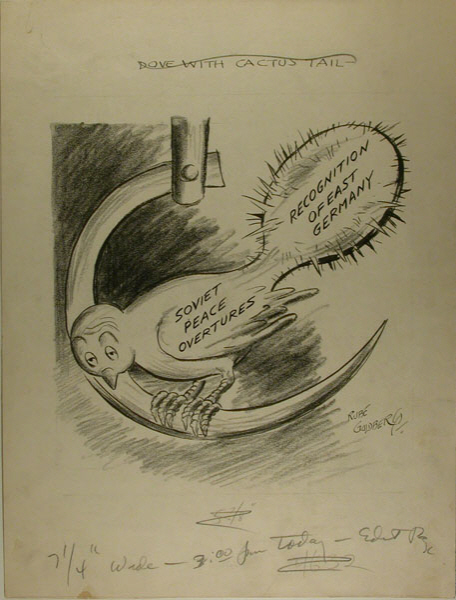 DOVE WITH CACTUS TAIL
RECOGNITION
OF EAST
GERMANY
SOVIET
PEACE
OVERTURES
RUBE
GOLDBERG
7 1/4" Wide — 3:00 Today —